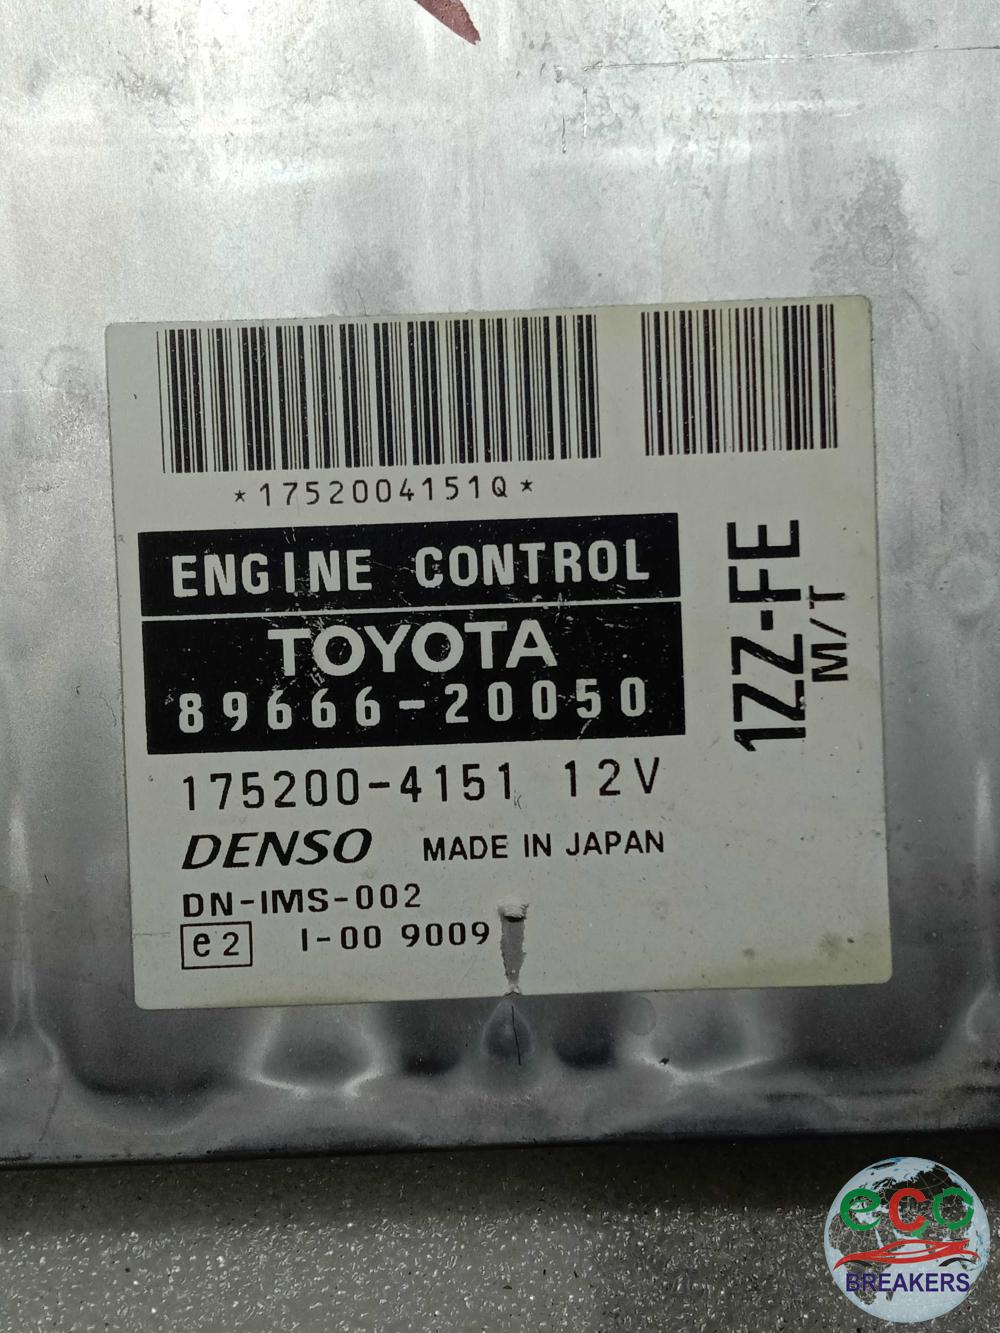 *1752004151Q*
ENGINE CONTROL
TOYOTA
89666-20050
175200-4151 12V
DENSO MADE IN JAPAN
DN-IMS-002
e2 I-00 9009
1ZZ-FE
M/T
eco
BREAKERS